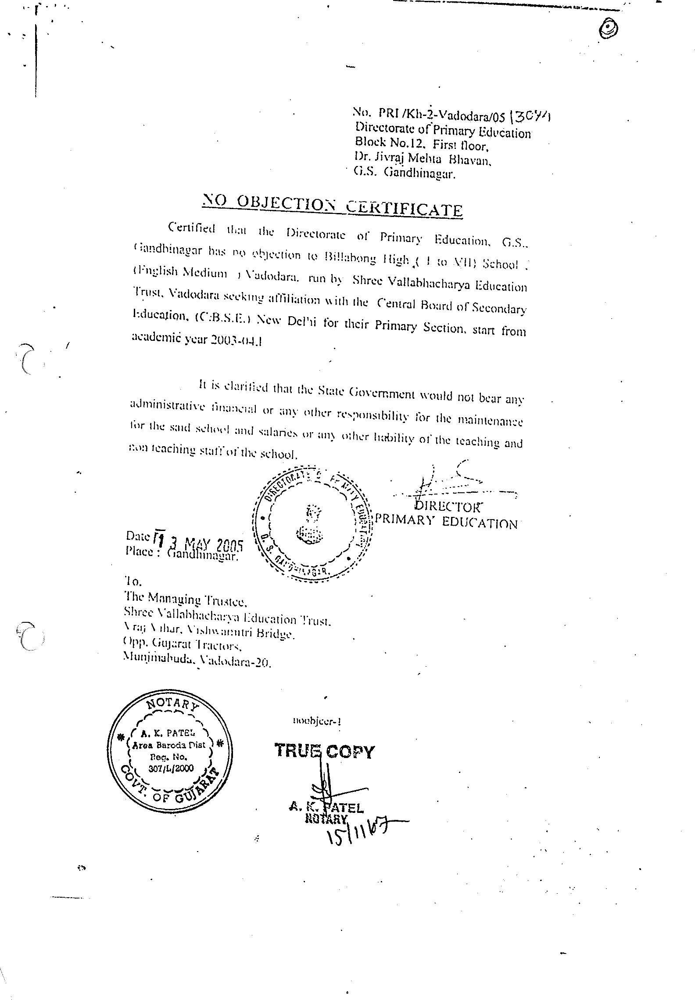 No. PRI /Kh-2-Vadodara/05
Directorate of Primary Education
Block No.12, First floor,
Dr. Jivraj Mehta Bhavan,
G.S. Gandhinagar.
NO OBJECTION CERTIFICATE
Certified that the Directorate of Primary Education, G.S.,
Gandhinagar has no objection to Billabong High ( I to VII) School ,
(English Medium ) Vadodara, run by Shree Vallabhacharya Education
Trust, Vadodara seeking affiliation with the Central Board of Secondary
Education, (C.B.S.E.) New Delhi for their Primary Section, start from
academic year 2003-04.
It is clarified that the State Government would not bear any
administrative financial or any other responsibility for the maintenance
for the said school and salaries or any other liability of the teaching and
non teaching staff of the school.
DIRECTORATE OF PRIMARY EDUCATION
G. S. GANDHINAGAR.
DIRECTOR
PRIMARY EDUCATION
Date 13 MAY 2005
Place : Gandhinagar.
To,
The Managing Trustee,
Shree Vallabhacharya Education Trust,
Vraj Vihar, Vishwamitri Bridge,
Opp. Gujarat Tractors,
Munjmahuda, Vadodara-20.
NOTARY
A. K. PATEL
Area Baroda Dist
Reg. No.
307/L/2000
GOVT. OF GUJARAT
noobjcer-1
TRUE COPY
A. K. PATEL
NOTARY
15/11/07